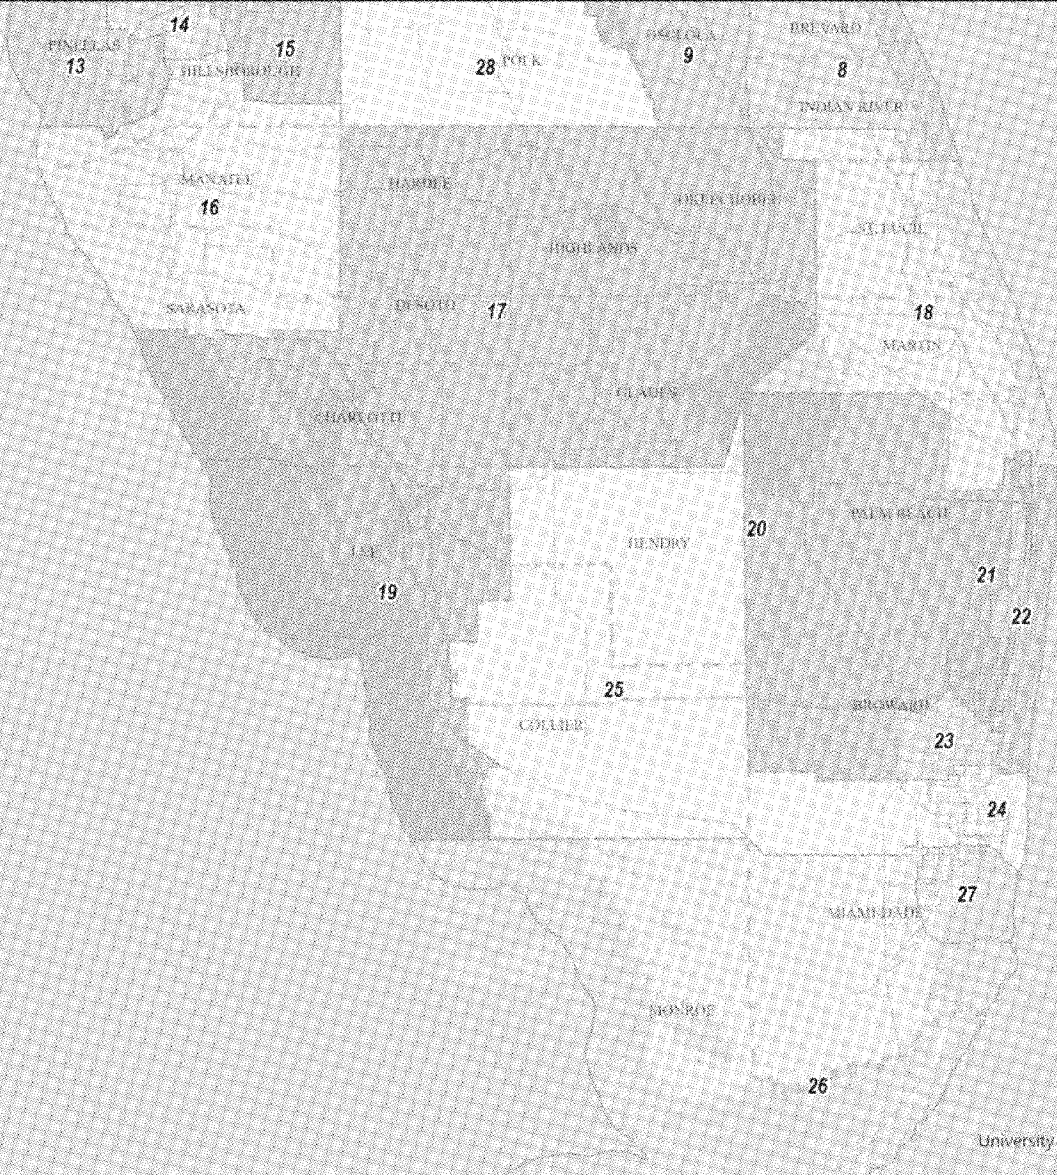 14
PINELLAS
13
15
HILLSBOROUGH
28
POLK
OSCEOLA
9
BREVARD
8
INDIAN RIVER
MANATEE
16
SARASOTA
HARDEE
HIGHLANDS
OKEECHOBEE
DESOTO
17
GLADES
CHARLOTTE
ST. LUCIE
18
MARTIN
LEE
19
HENDRY
20
PALM BEACH
21
22
25
COLLIER
BROWARD
23
24
27
MIAMI-DADE
MONROE
26
University